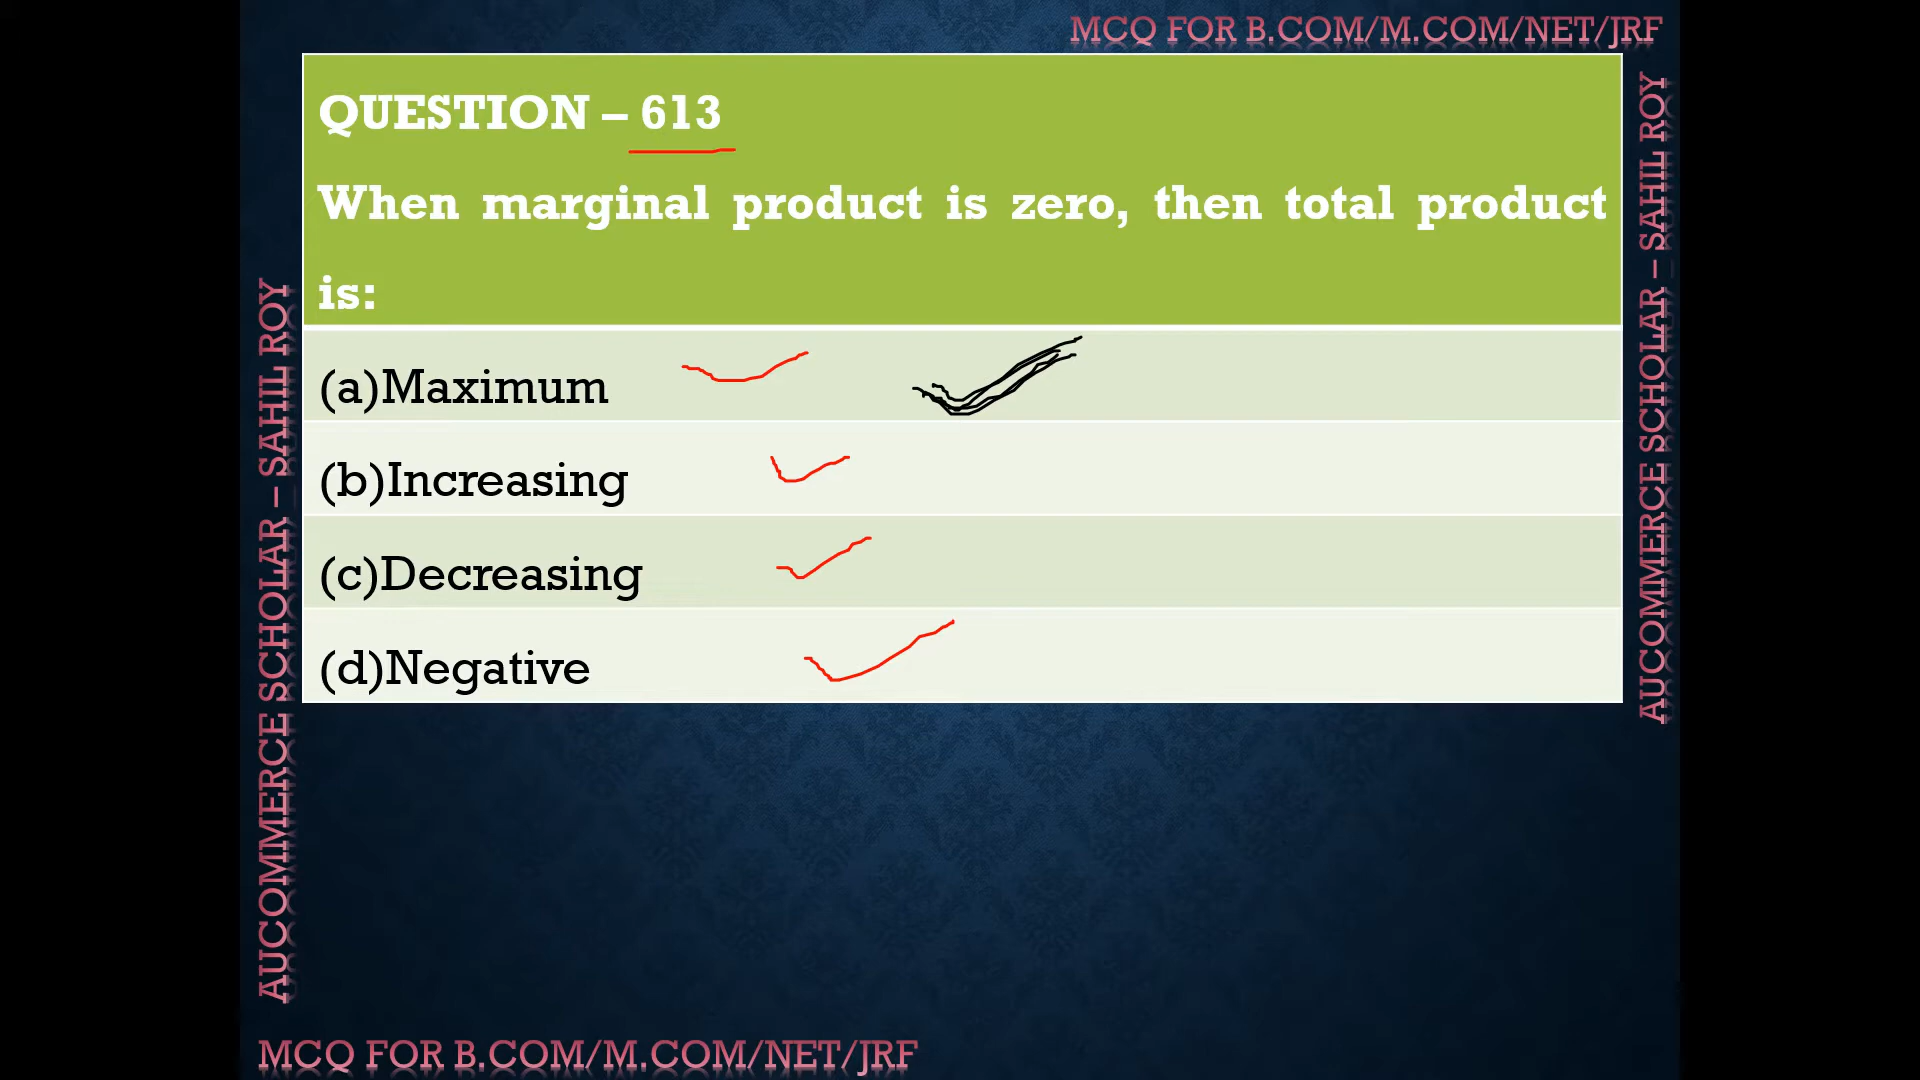 MCQ FOR B.COM/M.COM/NET/JRF
QUESTION – 613
When marginal product is zero, then total product
is:
(a)Maximum
(b)Increasing
(c)Decreasing
(d)Negative
AUCOMMERCE SCHOLAR – SAHIL ROY
AUCOMMERCE SCHOLAR – SAHIL ROY
MCQ FOR B.COM/M.COM/NET/JRF